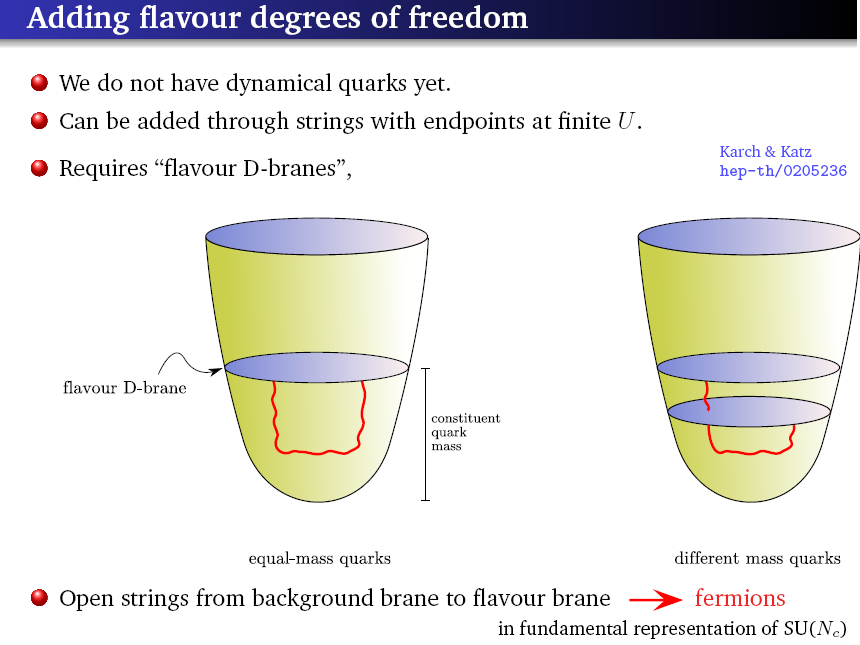 Adding flavour degrees of freedom
We do not have dynamical quarks yet.
Can be added through strings with endpoints at finite U.
Requires “flavour D-branes”,
Karch & Katz
hep-th/0205236
flavour D-brane
constituent
quark
mass
equal-mass quarks
different mass quarks
Open strings from background brane to flavour brane fermions
in fundamental representation of SU(N_c)